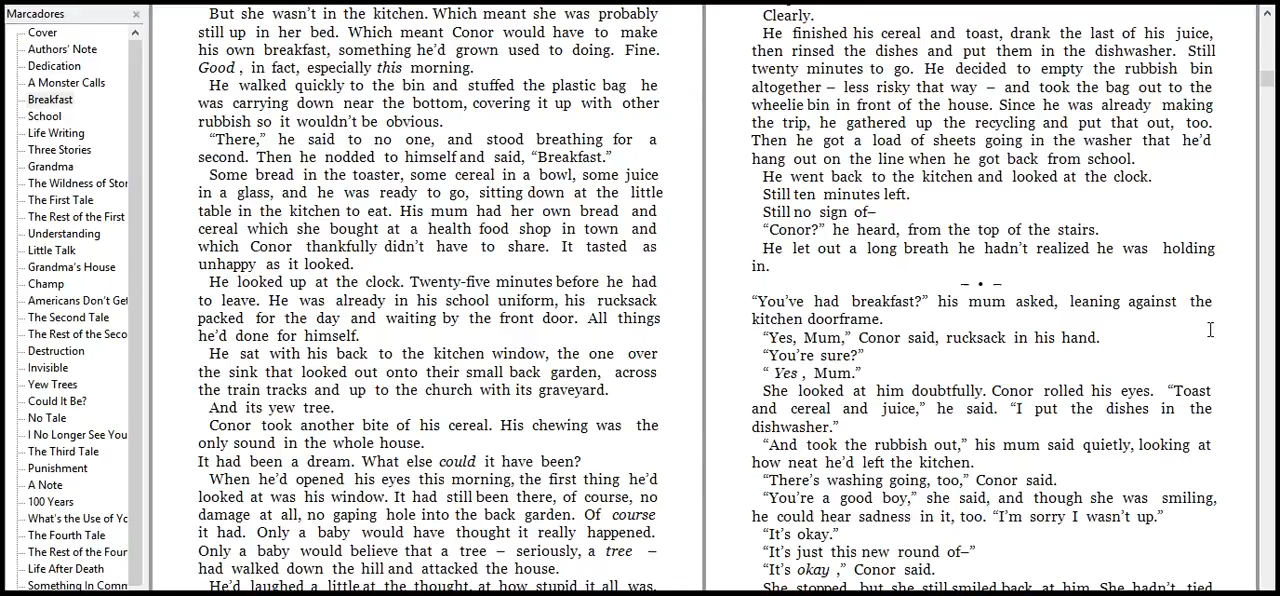 Marcadores
Cover
Authors' Note
Dedication
A Monster Calls
Breakfast
School
Life Writing
Three Stories
Grandma
The Wildness of Stor
The First Tale
The Rest of the First
Understanding
Little Talk
Grandma's House
Champ
Americans Don't Get
The Second Tale
The Rest of the Seco
Destruction
Invisible
Yew Trees
Could It Be?
No Tale
I No Longer See You
The Third Tale
Punishment
A Note
100 Years
What's the Use of Yo
The Fourth Tale
The Rest of the Four
Life After Death
Something In Comm
But she wasn't in the kitchen. Which meant she was probably
still up in her bed. Which meant Conor would have to make
his own breakfast, something he'd grown used to doing. Fine.
Good , in fact, especially this morning.
He walked quickly to the bin and stuffed the plastic bag he
was carrying down near the bottom, covering it up with other
rubbish so it wouldn't be obvious.
“There,” he said to no one, and stood breathing for a
second. Then he nodded to himself and said, “Breakfast.”
Some bread in the toaster, some cereal in a bowl, some juice
in a glass, and he was ready to go, sitting down at the little
table in the kitchen to eat. His mum had her own bread and
cereal which she bought at a health food shop in town and
which Conor thankfully didn't have to share. It tasted as
unhappy as it looked.
He looked up at the clock. Twenty-five minutes before he had
to leave. He was already in his school uniform, his rucksack
packed for the day and waiting by the front door. All things
he'd done for himself.
He sat with his back to the kitchen window, the one over
the sink that looked out onto their small back garden, across
the train tracks and up to the church with its graveyard.
And its yew tree.
Conor took another bite of his cereal. His chewing was the
only sound in the whole house.
It had been a dream. What else could it have been?
When he'd opened his eyes this morning, the first thing he'd
looked at was his window. It had still been there, of course, no
damage at all, no gaping hole into the back garden. Of course
it had. Only a baby would have thought it really happened.
Only a baby would believe that a tree – seriously, a tree –
had walked down the hill and attacked the house.
He'd laughed a little at the thought, at how stupid it all was,
Clearly.
He finished his cereal and toast, drank the last of his juice,
then rinsed the dishes and put them in the dishwasher. Still
twenty minutes to go. He decided to empty the rubbish bin
altogether – less risky that way – and took the bag out to the
wheelie bin in front of the house. Since he was already making
the trip, he gathered up the recycling and put that out, too.
Then he got a load of sheets going in the washer that he'd
hang out on the line when he got back from school.
He went back to the kitchen and looked at the clock.
Still ten minutes left.
Still no sign of–
“Conor?” he heard, from the top of the stairs.
He let out a long breath he hadn't realized he was holding
in.
– • –
“You've had breakfast?” his mum asked, leaning against the
kitchen doorframe.
“Yes, Mum,” Conor said, rucksack in his hand.
“You're sure?”
“ Yes , Mum.”
She looked at him doubtfully. Conor rolled his eyes. “Toast
and cereal and juice,” he said. “I put the dishes in the
dishwasher.”
“And took the rubbish out,” his mum said quietly, looking at
how neat he'd left the kitchen.
“There's washing going, too,” Conor said.
“You're a good boy,” she said, and though she was smiling,
he could hear sadness in it, too. “I'm sorry I wasn't up.”
“It's okay.”
“It's just this new round of–”
“It's okay ,” Conor said.
She stopped, but she still smiled back at him. She hadn't tied